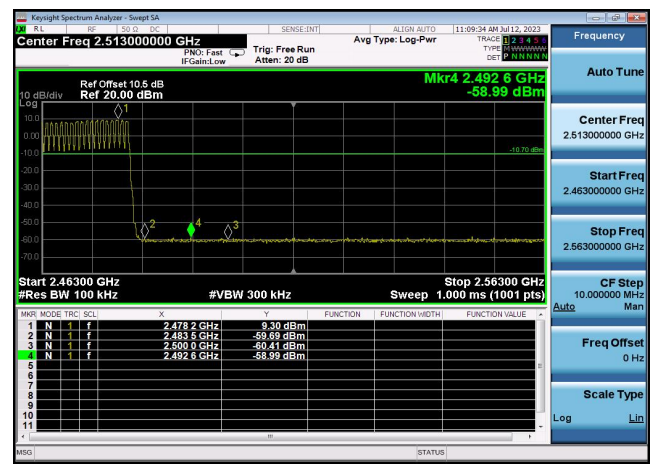 Keysight Spectrum Analyzer - Swept SA
RL RF 50 Ω DC SENSE:INT ALIGN AUTO 11:09:34 AM Jul 12, 2023
Center Freq 2.513000000 GHz
PNO: Fast
IFGain:Low
Trig: Free Run
Atten: 20 dB
Avg Type: Log-Pwr
TRACE 1 2 3 4 5 6
TYPE M WWWWW
DET P N N N N N
Ref Offset 10.5 dB
10 dB/div Ref 20.00 dBm
Mkr4 2.492 6 GHz
-58.99 dBm
Log
10.0
0.00
-10.0
-20.0
-30.0
-40.0
-50.0
-60.0
-70.0
1
2
4
3
-10.70 dBm
Start 2.46300 GHz Stop 2.56300 GHz
#Res BW 100 kHz #VBW 300 kHz Sweep 1.000 ms (1001 pts)
MKR MODE TRC SCL X Y FUNCTION FUNCTION WIDTH FUNCTION VALUE
1 N 1 f 2.478 2 GHz 9.30 dBm
2 N 1 f 2.483 5 GHz -59.69 dBm
3 N 1 f 2.500 0 GHz -60.41 dBm
4 N 1 f 2.492 6 GHz -58.99 dBm
5
6
7
8
9
10
11
MSG STATUS
Frequency
Auto Tune
Center Freq
2.513000000 GHz
Start Freq
2.463000000 GHz
Stop Freq
2.563000000 GHz
CF Step
10.000000 MHz
Auto Man
Freq Offset
0 Hz
Scale Type
Log Lin